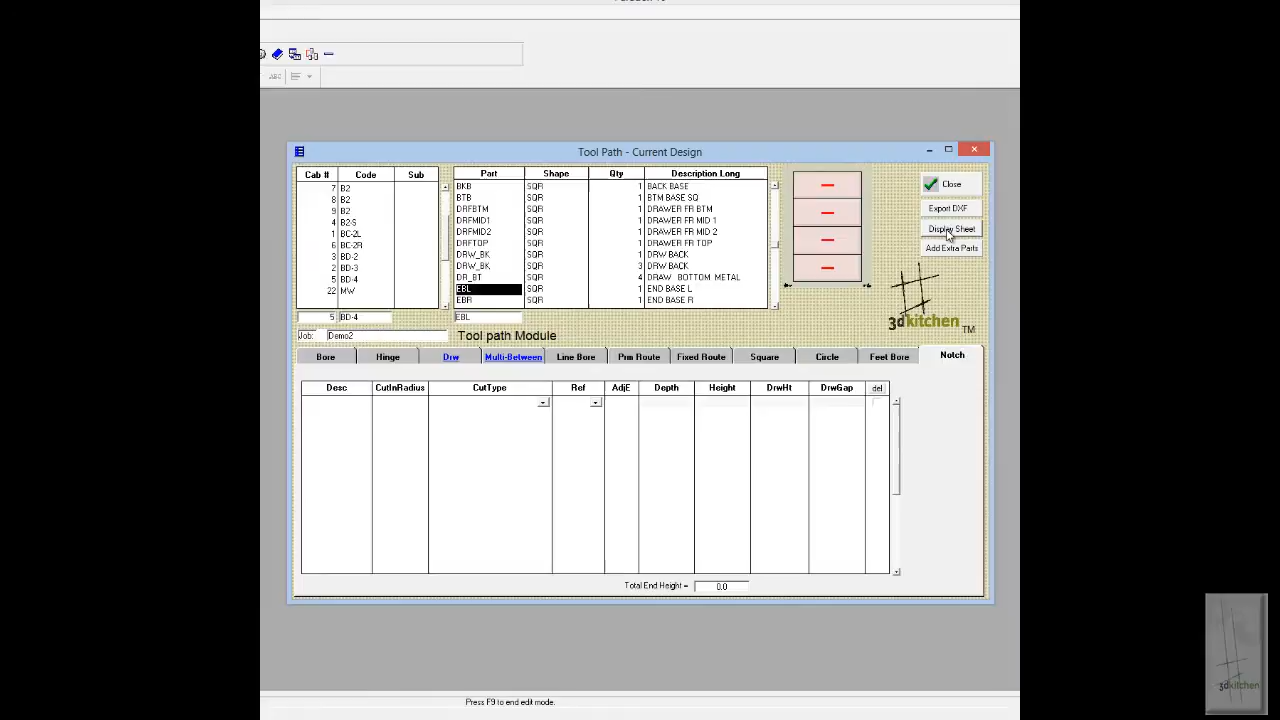 ABC
Tool Path - Current Design
Cab # Code Sub
7 B2
8 B2
9 B2
4 B2-S
1 BC-2L
6 BC-2R
3 BD-2
2 BD-3
5 BD-4
22 MW
5 BD-4
Part Shape Qty Description Long
BKB SQR 1 BACK BASE
BTB SQR 1 BTM BASE SQ
DRFBTM SQR 1 DRAWER FR BTM
DRFMID1 SQR 1 DRAWER FR MID 1
DRFMID2 SQR 1 DRAWER FR MID 2
DRFTOP SQR 1 DRAWER FR TOP
DRW_BK SQR 1 DRW BACK
DRW_BK SQR 3 DRW BACK
DR_BT SQR 4 DRAW BOTTOM METAL
EBL SQR 1 END BASE L
EBR SQR 1 END BASE R
EBL
Close
Export DXF
Display Sheet
Add Extra Parts
3dkitchen TM
Job: Demo2
Tool path Module
Bore Hinge Drw Multi-Between Line Bore Prm Route Fixed Route Square Circle Feet Bore Notch
Desc CutInRadius CutType Ref AdjE Depth Height DrwHt DrwGap del
Total End Height = 0.0
Press F9 to end edit mode.
3dkitchen